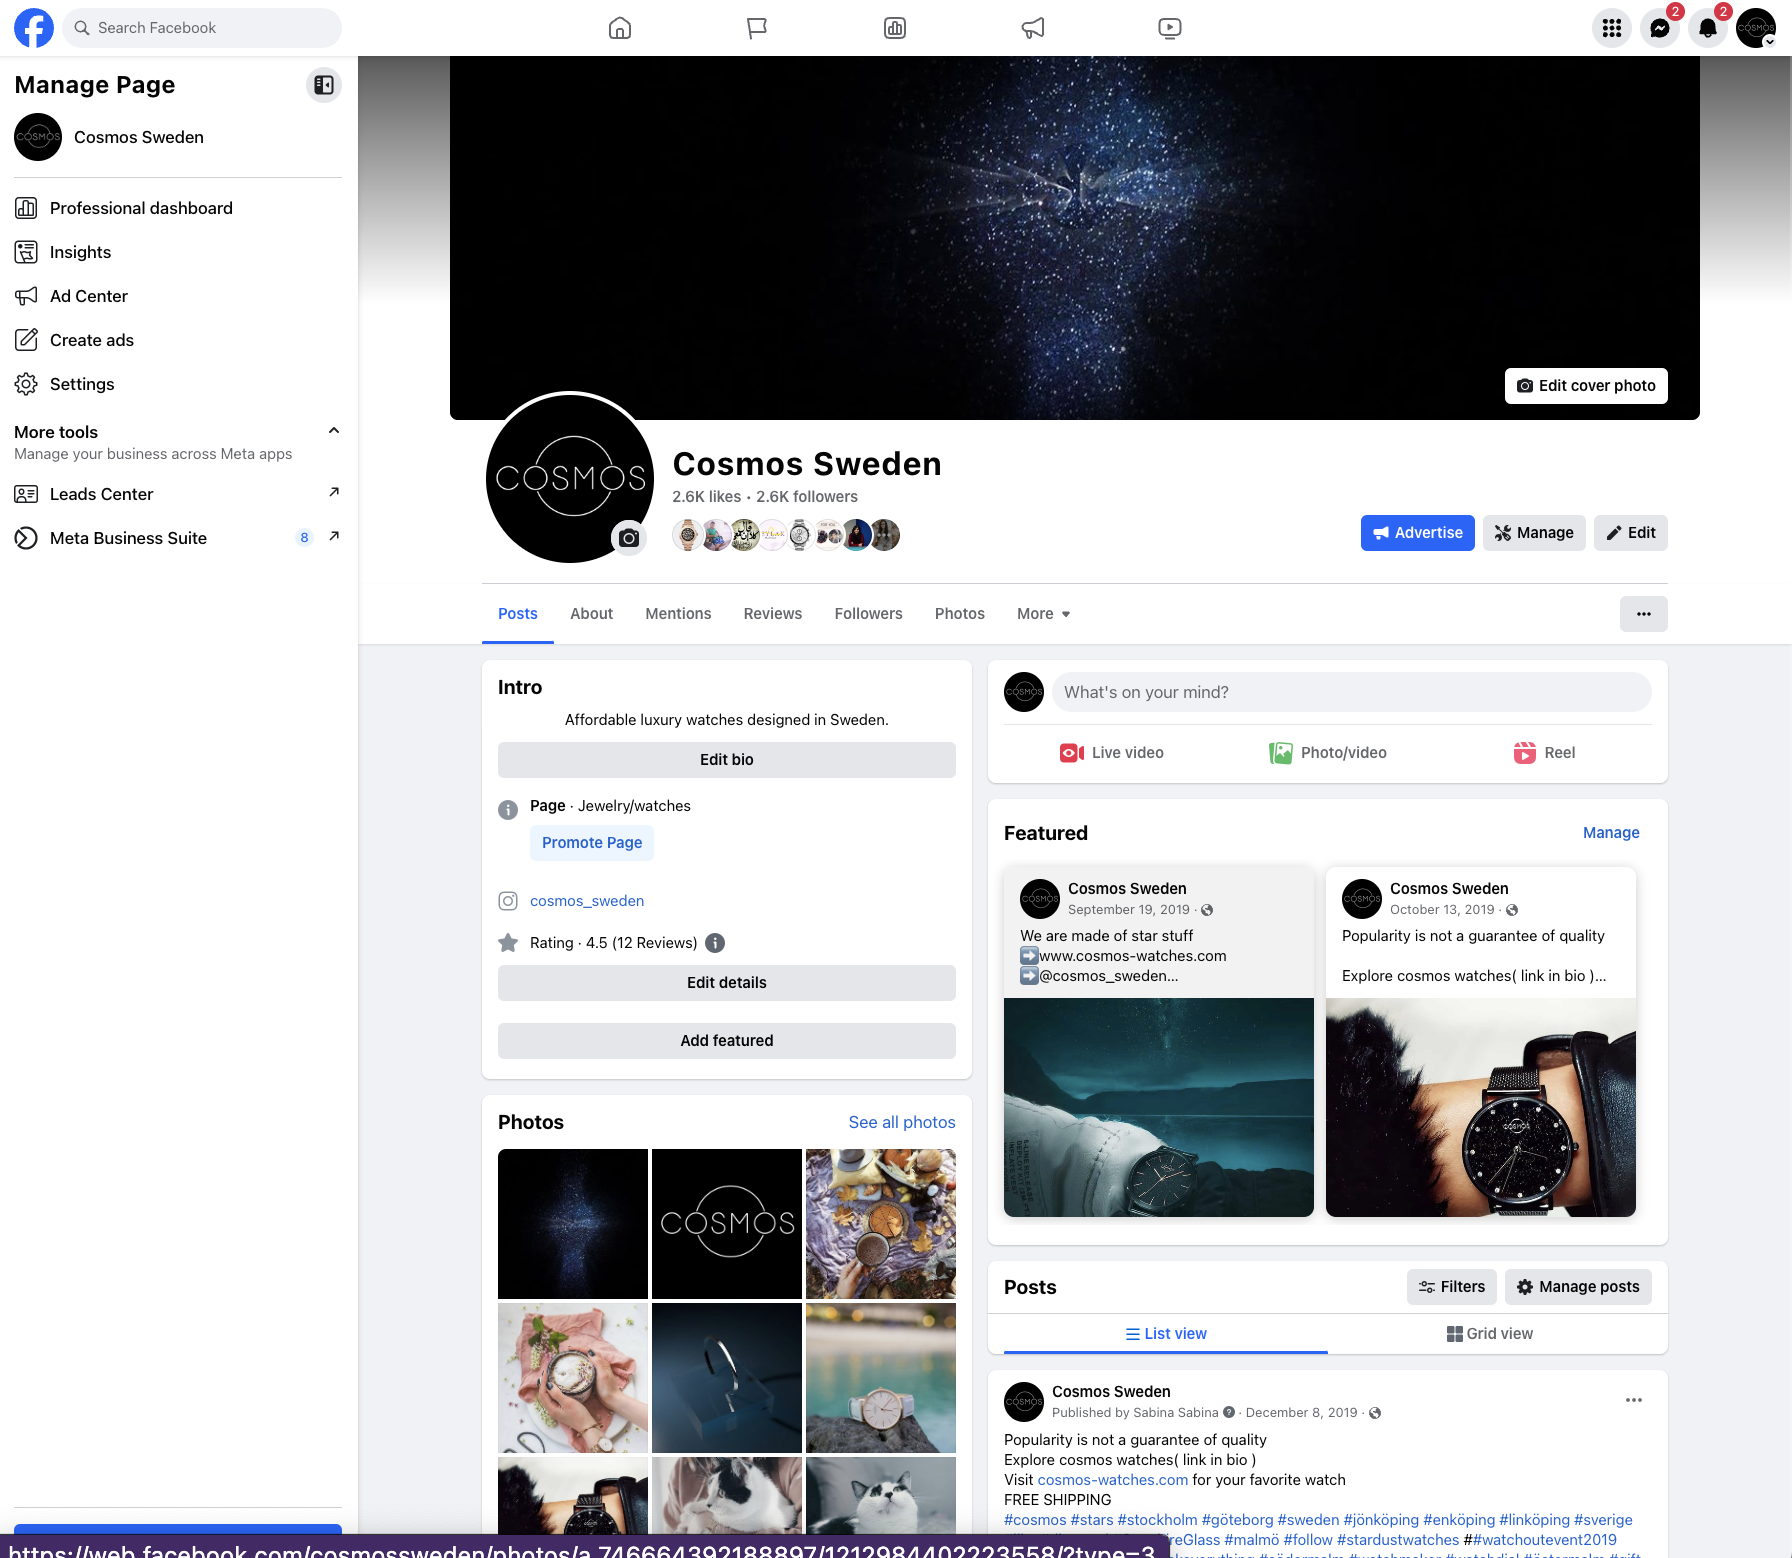 Search Facebook
2
2
Manage Page
Cosmos Sweden
Professional dashboard
Insights
Ad Center
Create ads
Settings
More tools
Manage your business across Meta apps
Leads Center
Meta Business Suite
8
Edit cover photo
COSMOS
Cosmos Sweden
2.6K likes • 2.6K followers
Advertise
Manage
Edit
Posts
About
Mentions
Reviews
Followers
Photos
More
Intro
Affordable luxury watches designed in Sweden.
Edit bio
Page · Jewelry/watches
Promote Page
cosmos_sweden
Rating · 4.5 (12 Reviews)
Edit details
Add featured
Photos
See all photos
COSMOS
What's on your mind?
Live video
Photo/video
Reel
Featured
Manage
Cosmos Sweden
September 19, 2019 ·
We are made of star stuff
➡www.cosmos-watches.com
➡@cosmos_sweden...
Cosmos Sweden
October 13, 2019 ·
Popularity is not a guarantee of quality
Explore cosmos watches( link in bio )...
COSMOS
Posts
Filters
Manage posts
List view
Grid view
Cosmos Sweden
Published by Sabina Sabina · December 8, 2019 ·
Popularity is not a guarantee of quality
Explore cosmos watches( link in bio )
Visit cosmos-watches.com for your favorite watch
FREE SHIPPING
#cosmos #stars #stockholm #göteborg #sweden #jönköping #enköping #linköping #sverige
ireGlass #malmö #follow #stardustwatches ##watchoutevent2019
https://web.facebook.com/cosmossweden/photos/a.746664392188897/1212984402223558/?type=3